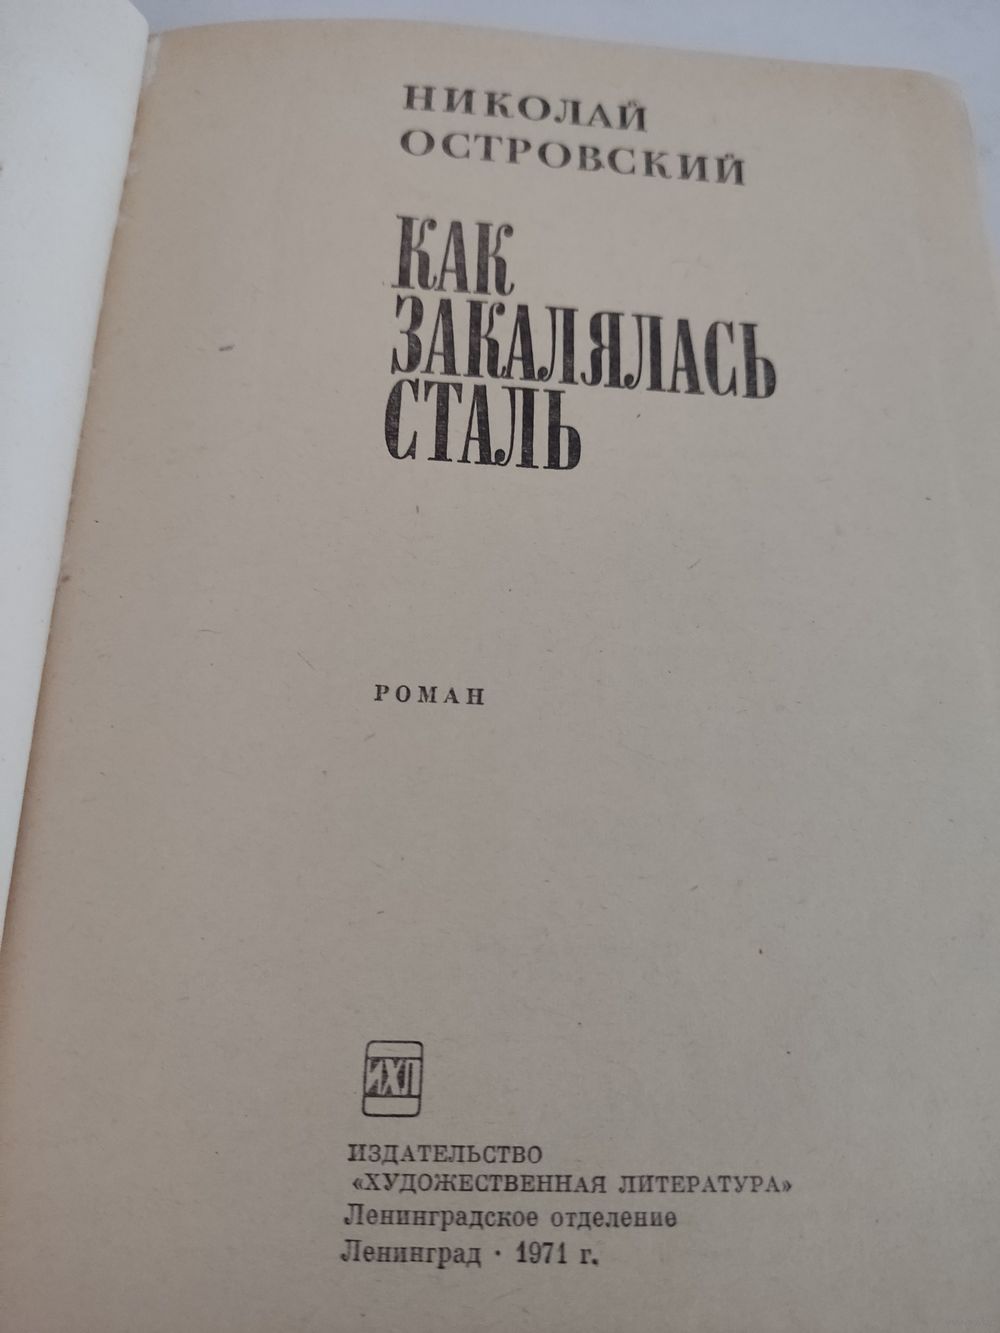 НИКОЛАЙ
ОСТРОВСКИЙ
КАК
ЗАКАЛЯЛАСЬ
СТАЛЬ
РОМАН
ИХЛ
ИЗДАТЕЛЬСТВО
«ХУДОЖЕСТВЕННАЯ ЛИТЕРАТУРА»
Ленинградское отделение
Ленинград · 1971 г.